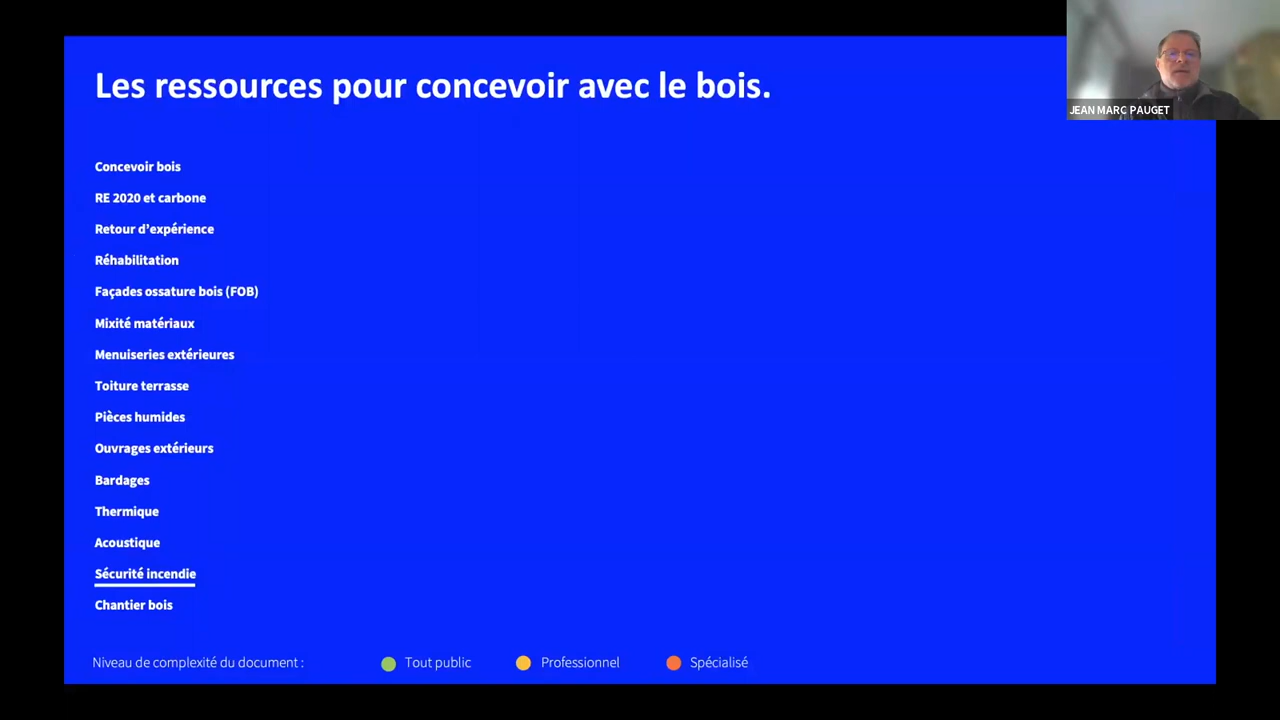 Les ressources pour concevoir avec le bois.
JEAN MARC PAUGET
Concevoir bois
RE 2020 et carbone
Retour d’expérience
Réhabilitation
Façades ossature bois (FOB)
Mixité matériaux
Menuiseries extérieures
Toiture terrasse
Pièces humides
Ouvrages extérieurs
Bardages
Thermique
Acoustique
Sécurité incendie
Chantier bois
Niveau de complexité du document : Tout public Professionnel Spécialisé